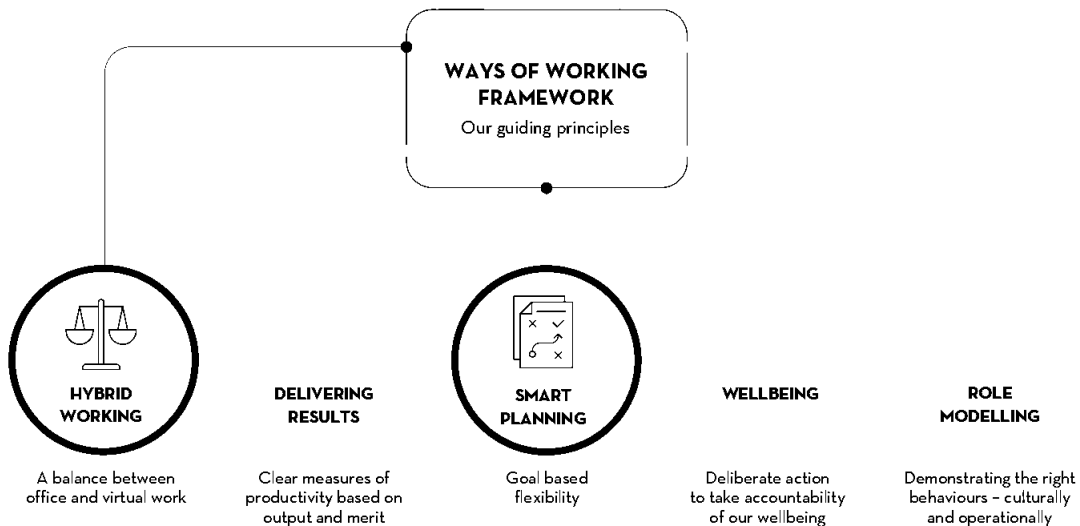 WAYS OF WORKING
FRAMEWORK
Our guiding principles
HYBRID
WORKING
A balance between
office and virtual work
DELIVERING
RESULTS
Clear measures of
productivity based on
output and merit
SMART
PLANNING
Goal based
flexibility
WELLBEING
Deliberate action
to take accountability
of our wellbeing
ROLE
MODELLING
Demonstrating the right
behaviours – culturally
and operationally